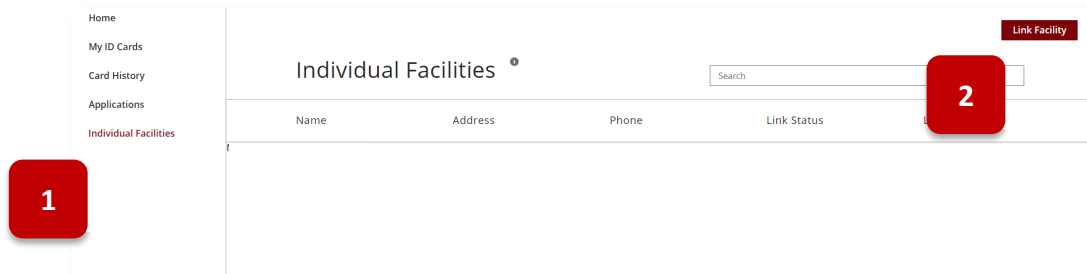 Home
My ID Cards
Card History
Applications
Individual Facilities
1
Link Facility
Individual Facilities
Search
2
Name Address Phone Link Status